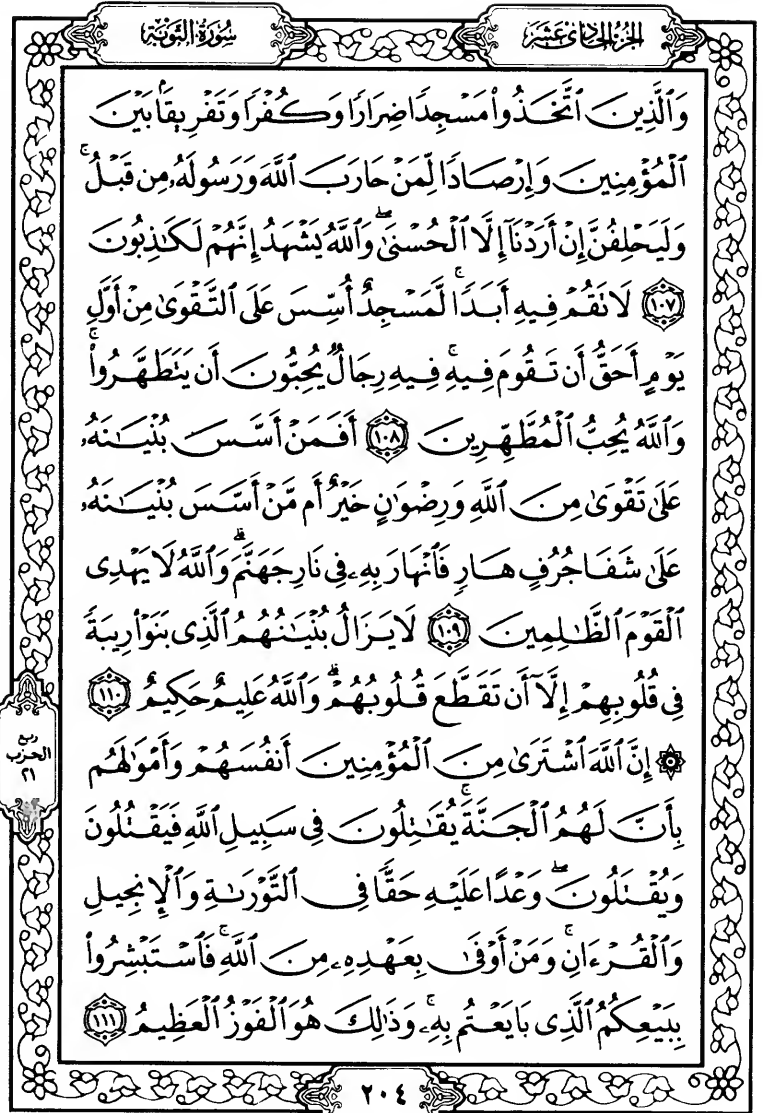 سُورَةُ التَّوْبَةِ
الجُزْءُ الحَادِي عَشَرَ
وَٱلَّذِينَ ٱتَّخَذُوا۟ مَسْجِدًا ضِرَارًا وَكُفْرًا وَتَفْرِيقًۢا بَيْنَ
ٱلْمُؤْمِنِينَ وَإِرْصَادًا لِّمَنْ حَارَبَ ٱللَّهَ وَرَسُولَهُۥ مِن قَبْلُ ۚ
وَلَيَحْلِفُنَّ إِنْ أَرَدْنَآ إِلَّا ٱلْحُسْنَىٰ ۖ وَٱللَّهُ يَشْهَدُ إِنَّهُمْ لَكَـٰذِبُونَ
١٠٧ لَا تَقُمْ فِيهِ أَبَدًا ۚ لَّمَسْجِدٌ أُسِّسَ عَلَى ٱلتَّقْوَىٰ مِنْ أَوَّلِ
يَوْمٍ أَحَقُّ أَن تَقُومَ فِيهِ ۚ فِيهِ رِجَالٌ يُحِبُّونَ أَن يَتَطَهَّرُوا۟ ۚ
وَٱللَّهُ يُحِبُّ ٱلْمُطَّهِّرِينَ ١٠٨ أَفَمَنْ أَسَّسَ بُنْيَـٰنَهُۥ
عَلَىٰ تَقْوَىٰ مِنَ ٱللَّهِ وَرِضْوَٰنٍ خَيْرٌ أَم مَّنْ أَسَّسَ بُنْيَـٰنَهُۥ
عَلَىٰ شَفَا جُرُفٍ هَارٍ فَٱنْهَارَ بِهِۦ فِى نَارِ جَهَنَّمَ ۗ وَٱللَّهُ لَا يَهْدِى
ٱلْقَوْمَ ٱلظَّـٰلِمِينَ ١٠٩ لَا يَزَالُ بُنْيَـٰنُهُمُ ٱلَّذِى بَنَوْا۟ رِيبَةً
فِى قُلُوبِهِمْ إِلَّآ أَن تَقَطَّعَ قُلُوبُهُمْ ۗ وَٱللَّهُ عَلِيمٌ حَكِيمٌ ١١٠
۞ إِنَّ ٱللَّهَ ٱشْتَرَىٰ مِنَ ٱلْمُؤْمِنِينَ أَنفُسَهُمْ وَأَمْوَٰلَهُم
بِأَنَّ لَهُمُ ٱلْجَنَّةَ ۚ يُقَـٰتِلُونَ فِى سَبِيلِ ٱللَّهِ فَيَقْتُلُونَ
وَيُقْتَلُونَ ۖ وَعْدًا عَلَيْهِ حَقًّا فِى ٱلتَّوْرَىٰةِ وَٱلْإِنجِيلِ
وَٱلْقُرْءَانِ ۚ وَمَنْ أَوْفَىٰ بِعَهْدِهِۦ مِنَ ٱللَّهِ ۚ فَٱسْتَبْشِرُوا۟
بِبَيْعِكُمُ ٱلَّذِى بَايَعْتُم بِهِۦ ۚ وَذَٰلِكَ هُوَ ٱلْفَوْزُ ٱلْعَظِيمُ ١١١
ربع
الحزب
٢١
٢٠٤